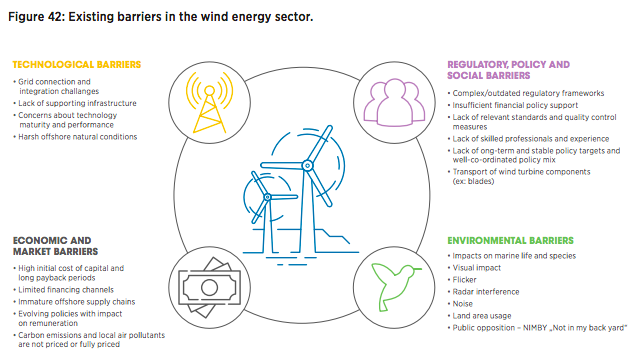 Figure 42: Existing barriers in the wind energy sector.
TECHNOLOGICAL BARRIERS
• Grid connection and
integration challanges
• Lack of supporting infrastructure
• Concerns about technology
maturity and performance
• Harsh offshore natural conditions
REGULATORY, POLICY AND
SOCIAL BARRIERS
• Complex/outdated regulatory frameworks
• Insufficient financial policy support
• Lack of relevant standards and quality control
measures
• Lack of skilled professionals and experience
• Lack of ong-term and stable policy targets and
well-co-ordinated policy mix
• Transport of wind turbine components
(ex: blades)
ECONOMIC AND
MARKET BARRIERS
• High initial cost of capital and
long payback periods
• Limited financing channels
• Immature offshore supply chains
• Evolving policies with impact
on remuneration
• Carbon emissions and local air pollutants
are not priced or fully priced
ENVIRONMENTAL BARRIERS
• Impacts on marine life and species
• Visual impact
• Flicker
• Radar interference
• Noise
• Land area usage
• Public opposition – NIMBY „Not in my back yard"